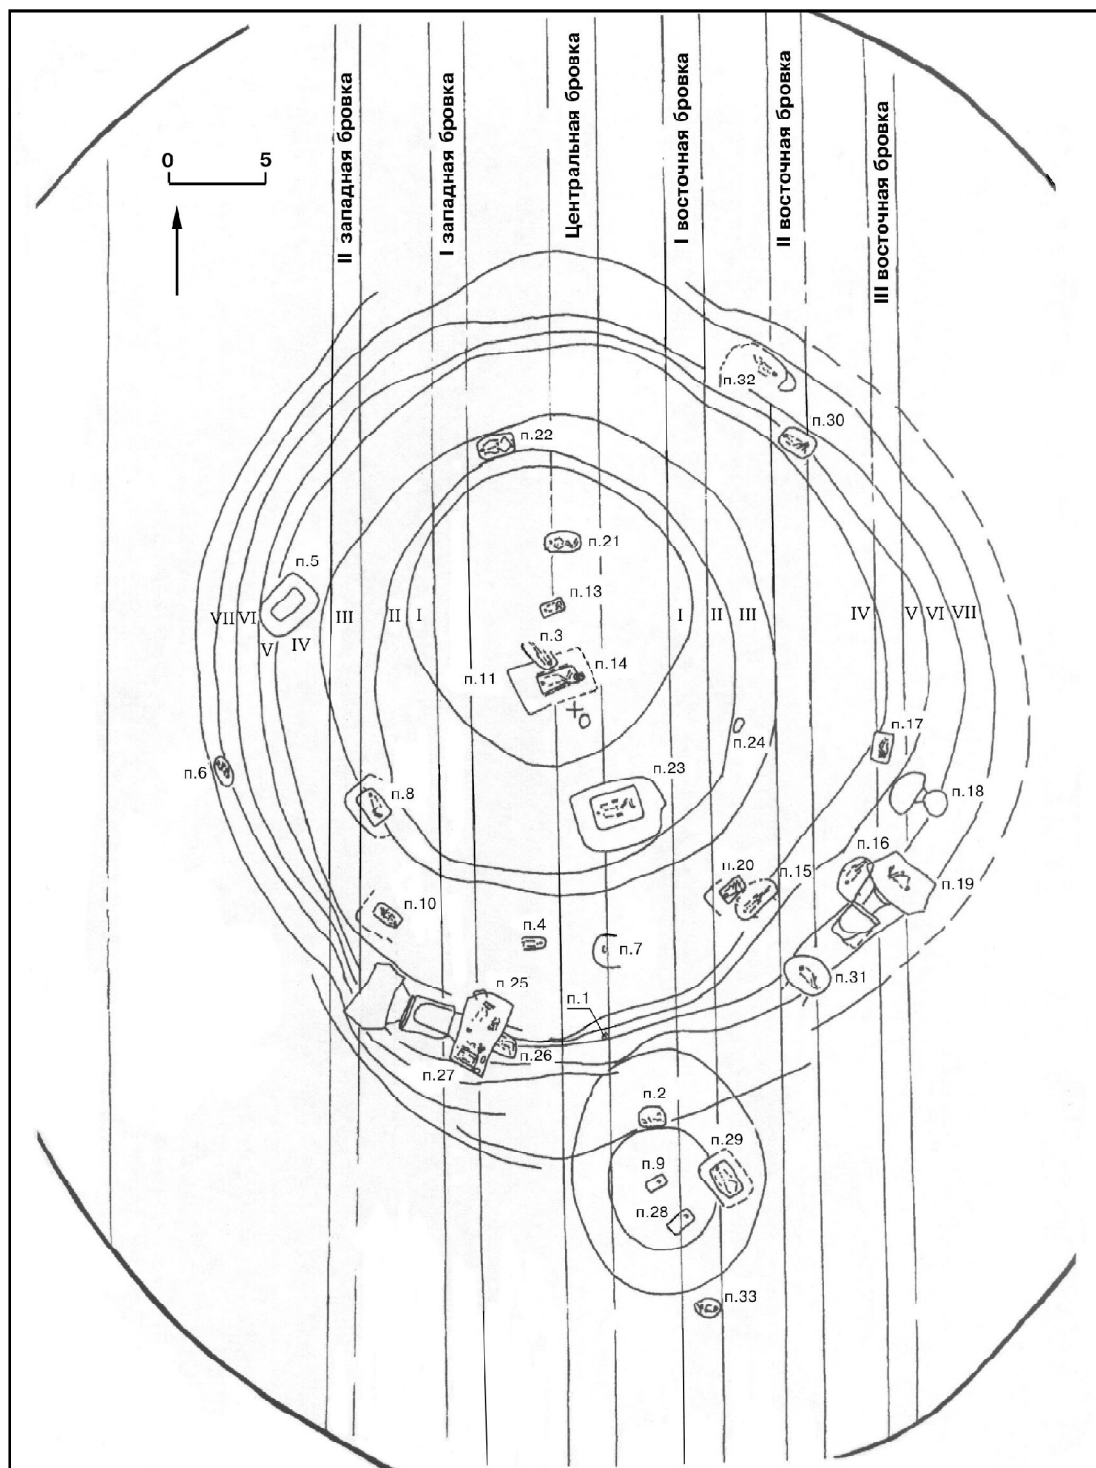 II западная бровка
I западная бровка
Центральная бровка
I восточная бровка
II восточная бровка
III восточная бровка
0 5
п.32
п.30
п.22
п.21
п.5
п.13
VII VI III II I I II III IV V VI VII
V IV
п.3
п.14
п.11
п.24
п.17
п.6
п.23
п.8
п.18
п.16
п.20 п.15
п.19
п.10
п.4
п.7
п.31
п.25
п.1
п.26
п.27
п.2
п.29
п.9
п.28
п.33